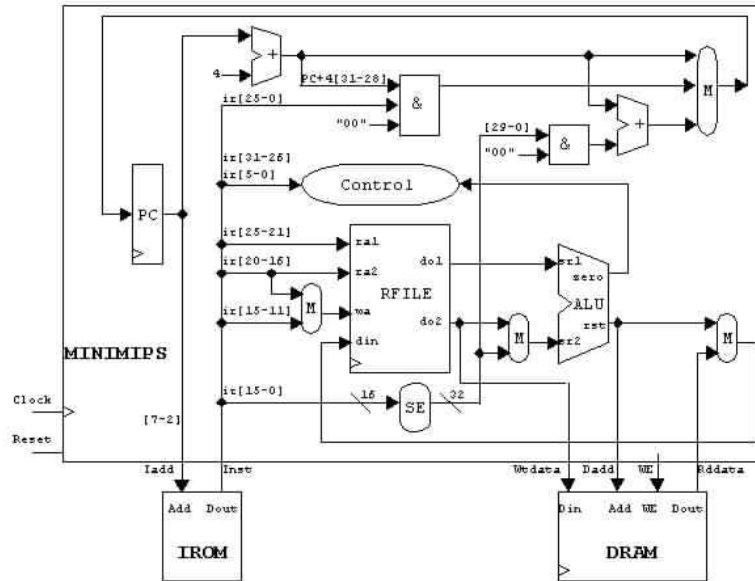 +
4
PC+4[31-28]
M
ir[25-0]
&
[29-0]
+
"00"
"00"
&
ir[31-26]
ir[5-0]
Control
PC
ir[25-21]
ra1
do1
sr1
zero
ir[20-16]
ra2
RFILE
ALU
M
wa
do2
rst
M
ir[15-11]
M
din
sr2
MINIMIPS
ir[15-0]
16
SE
32
Clock
[7-2]
Reset
Iadd
Inst
Wtdata
Dadd
WE
Rddata
Add
Dout
Din
Add
WE
Dout
IROM
DRAM